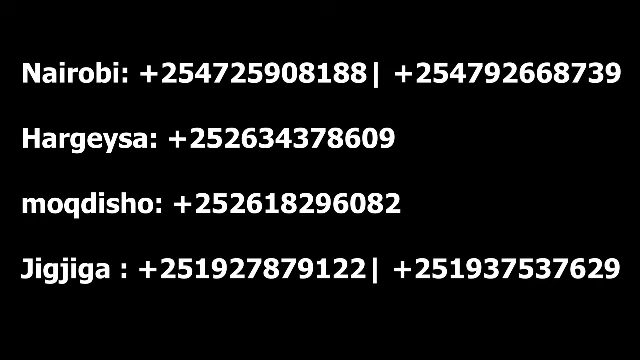 Nairobi: +254725908188| +254792668739
Hargeysa: +252634378609
moqdisho: +252618296082
Jigjiga : +251927879122| +251937537629